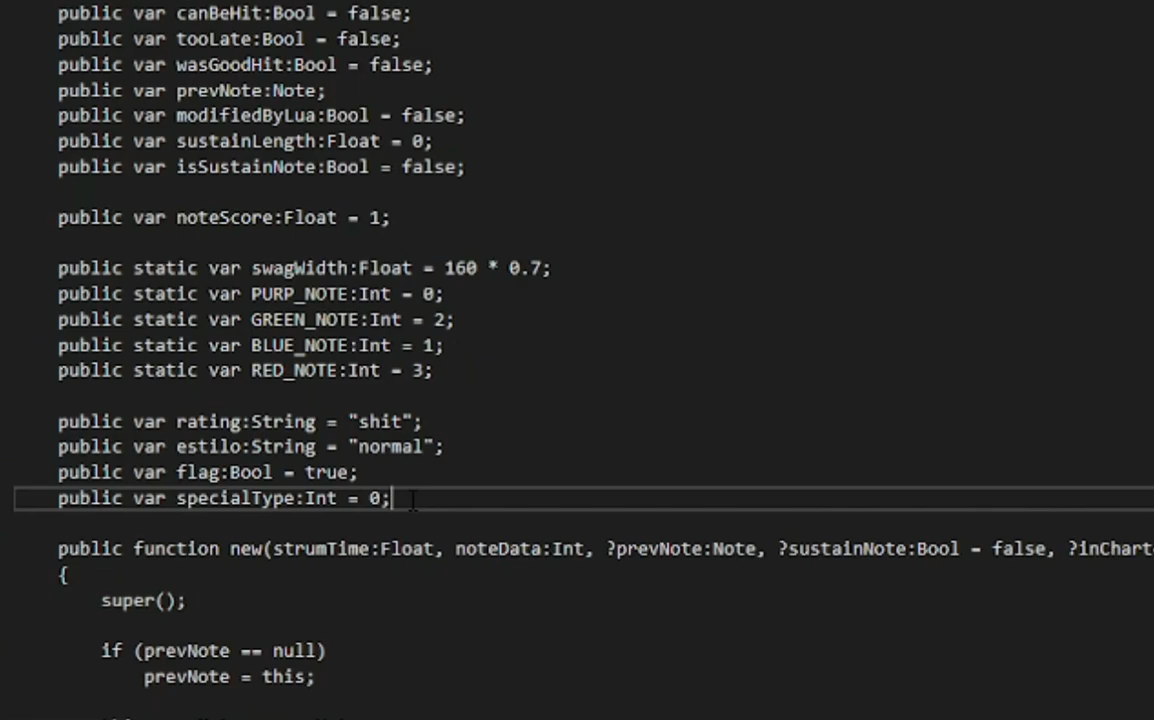 public var canBeHit:Bool = false;
public var tooLate:Bool = false;
public var wasGoodHit:Bool = false;
public var prevNote:Note;
public var modifiedByLua:Bool = false;
public var sustainLength:Float = 0;
public var isSustainNote:Bool = false;
public var noteScore:Float = 1;
public static var swagWidth:Float = 160 * 0.7;
public static var PURP_NOTE:Int = 0;
public static var GREEN_NOTE:Int = 2;
public static var BLUE_NOTE:Int = 1;
public static var RED_NOTE:Int = 3;
public var rating:String = "shit";
public var estilo:String = "normal";
public var flag:Bool = true;
public var specialType:Int = 0;
public function new(strumTime:Float, noteData:Int, ?prevNote:Note, ?sustainNote:Bool = false, ?inChart
{
super();
if (prevNote == null)
prevNote = this;